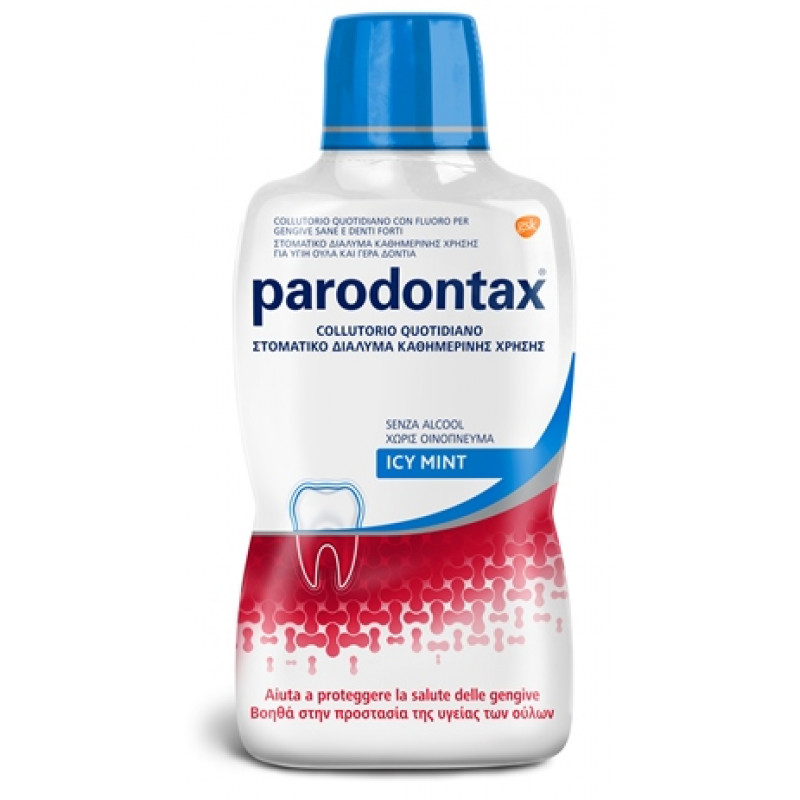 COLLUTORIO QUOTIDIANO CON FLUORO PER
GENGIVE SANE E DENTI FORTI
ΣΤΟΜΑΤΙΚΟ ΔΙΑΛΥΜΑ ΚΑΘΗΜΕΡΙΝΗΣ ΧΡΗΣΗΣ
ΓΙΑ ΥΓΙΗ ΟΥΛΑ ΚΑΙ ΓΕΡΑ ΔΟΝΤΙΑ
gsk
parodontax®
COLLUTORIO QUOTIDIANO
ΣΤΟΜΑΤΙΚΟ ΔΙΑΛΥΜΑ ΚΑΘΗΜΕΡΙΝΗΣ ΧΡΗΣΗΣ
SENZA ALCOOL
ΧΩΡΙΣ ΟΙΝΟΠΝΕΥΜΑ
ICY MINT
Aiuta a proteggere la salute delle gengive
Βοηθά στην προστασία της υγείας των ούλων